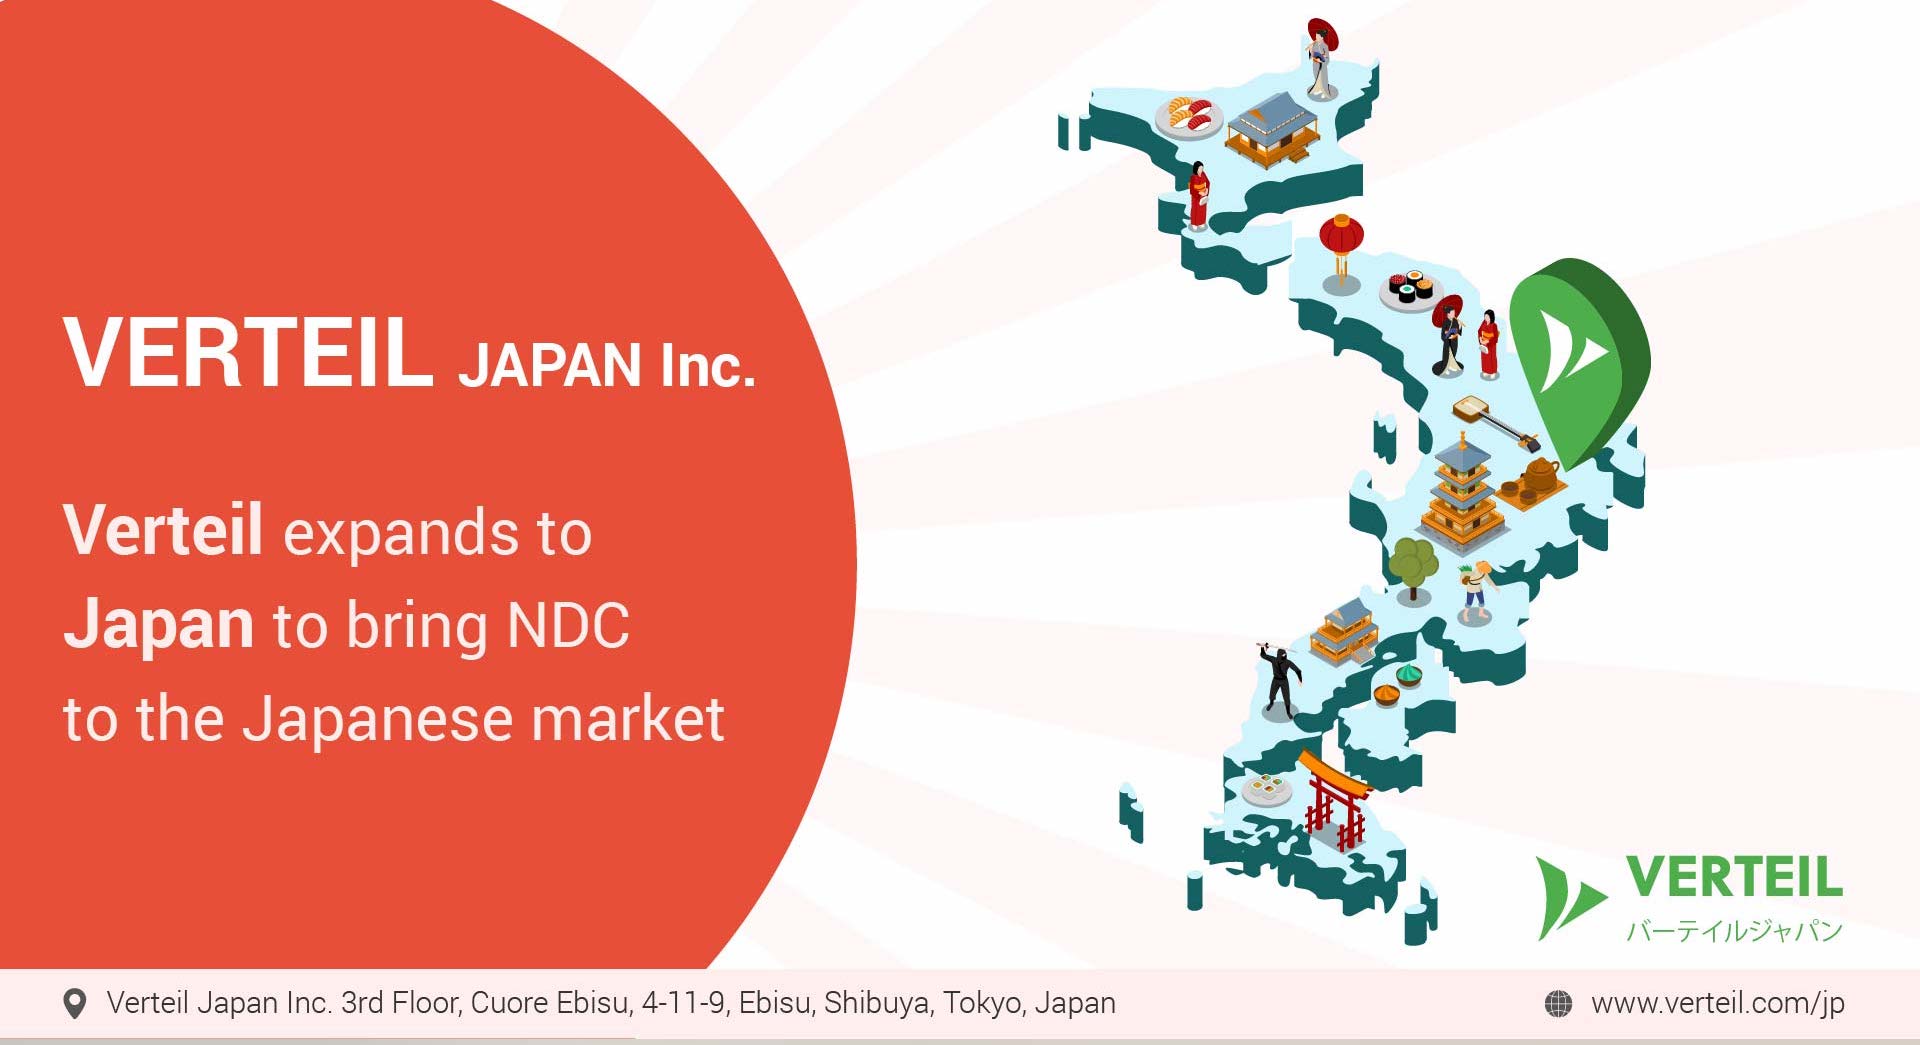 VERTEIL JAPAN Inc.
Verteil expands to
Japan to bring NDC
to the Japanese market
VERTEIL
バーテイルジャパン
Verteil Japan Inc. 3rd Floor, Cuore Ebisu, 4-11-9, Ebisu, Shibuya, Tokyo, Japan
www.verteil.com/jp